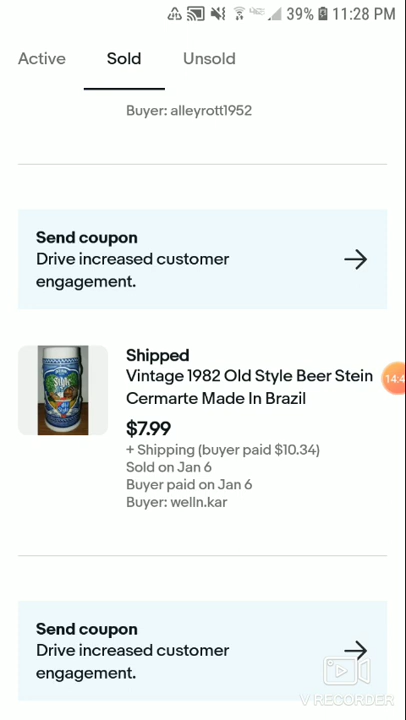 39% 11:28 PM
Active Sold Unsold
Buyer: alleyrott1952
Send coupon
Drive increased customer
engagement.
Shipped
Vintage 1982 Old Style Beer Stein
Cermarte Made In Brazil
$7.99
+ Shipping (buyer paid $10.34)
Sold on Jan 6
Buyer paid on Jan 6
Buyer: welln.kar
14:4
Send coupon
Drive increased customer
engagement.
V RECORDER